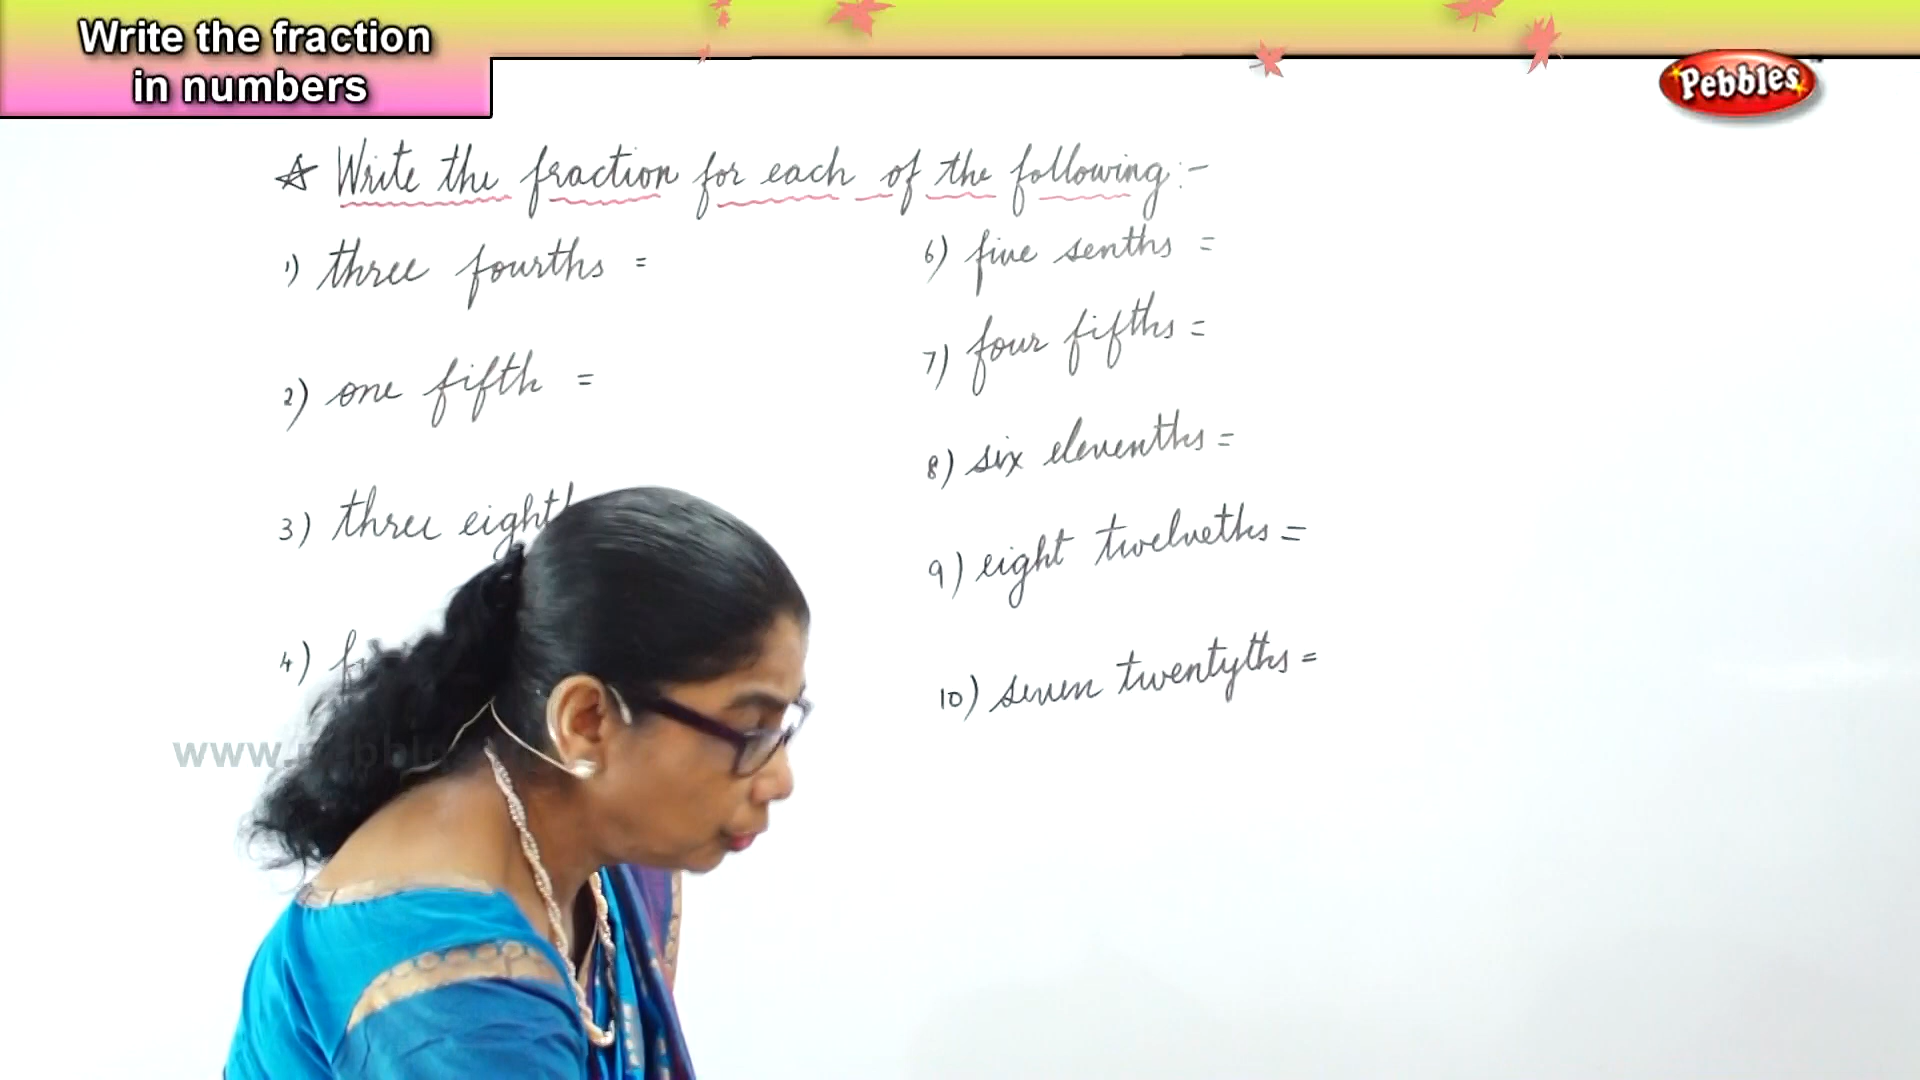 Write the fraction
in numbers
Pebbles
☆ Write the fraction for each of the following:-
1) three fourths =
2) one fifth =
3) three eighth
4)
6) five senths =
7) four fifths =
8) six elevenths =
9) eight twelveths =
10) seven twentyths =
www.